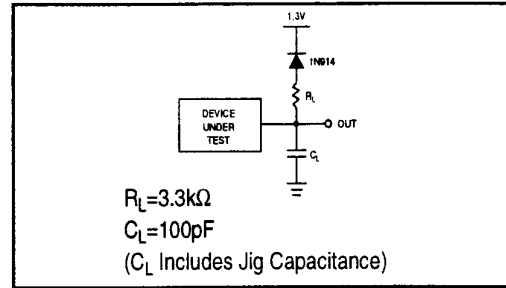 1.3V
1N914
RL
DEVICE
UNDER
TEST
OUT
CL
RL=3.3kΩ
CL=100pF
(CL Includes Jig Capacitance)